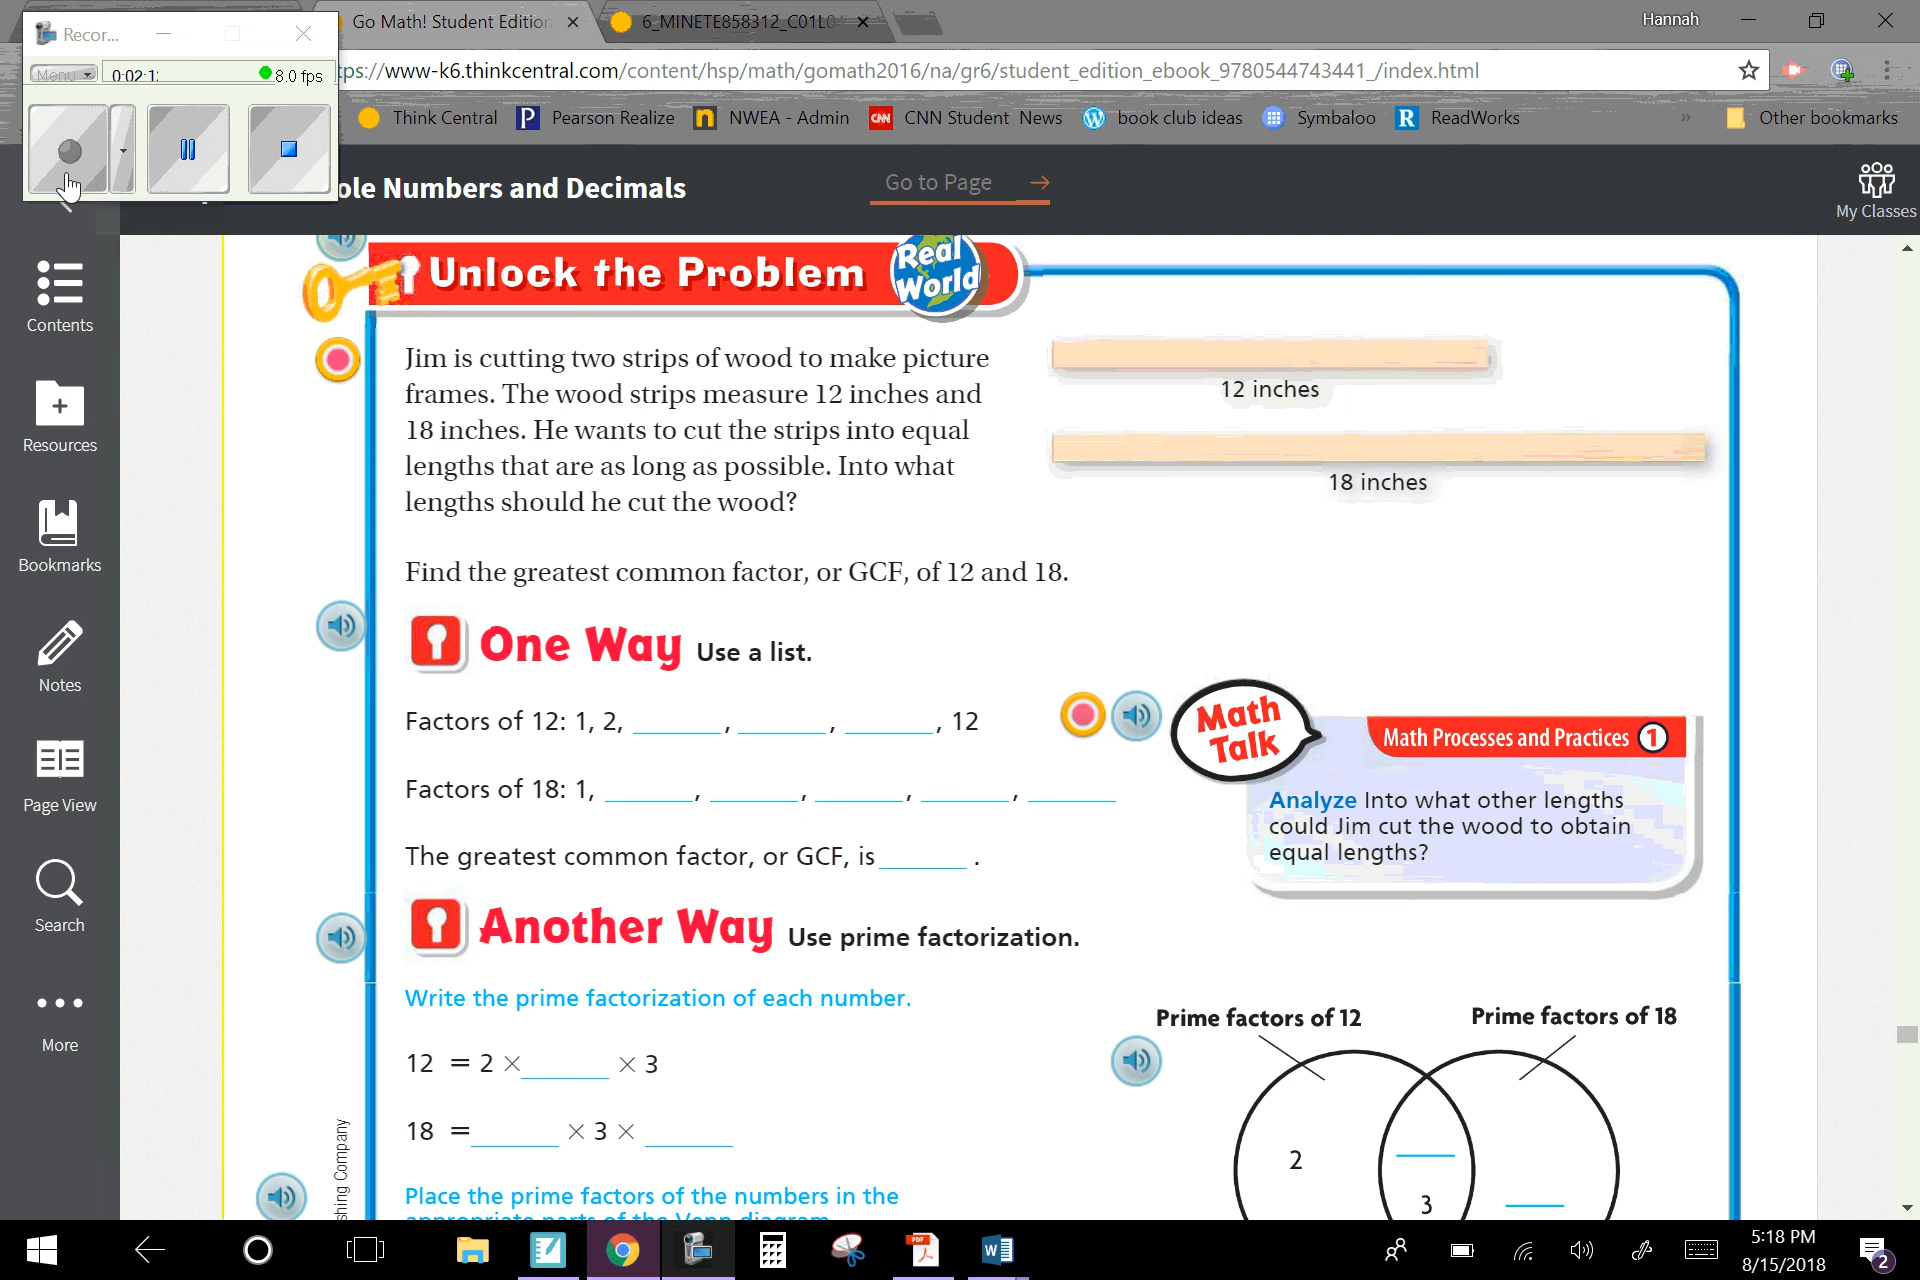 Go Math! Student Edition
6_MINETE858312_C01L0
Hannah
Recor...
Menu
0:02:1
8.0 fps
tps://www-k6.thinkcentral.com/content/hsp/math/gomath2016/na/gr6/student_edition_ebook_9780544743441_/index.html
Think Central
Pearson Realize
NWEA - Admin
CNN Student News
book club ideas
Symbaloo
ReadWorks
Other bookmarks
ole Numbers and Decimals
Go to Page
My Classes
Contents
Resources
Bookmarks
Notes
Page View
Search
More
Unlock the Problem
Real World
Jim is cutting two strips of wood to make picture
frames. The wood strips measure 12 inches and
18 inches. He wants to cut the strips into equal
lengths that are as long as possible. Into what
lengths should he cut the wood?
12 inches
18 inches
Find the greatest common factor, or GCF, of 12 and 18.
One Way Use a list.
Factors of 12: 1, 2, ______, ______, ______, 12
Factors of 18: 1, ______, ______, ______, ______, ______
The greatest common factor, or GCF, is ______ .
Math Talk
Math Processes and Practices 1
Analyze Into what other lengths
could Jim cut the wood to obtain
equal lengths?
Another Way Use prime factorization.
Write the prime factorization of each number.
12 = 2 × ______ × 3
18 = ______ × 3 × ______
Place the prime factors of the numbers in the
appropriate parts of the Venn diagram
Prime factors of 12
Prime factors of 18
2
3
shing Company
5:18 PM
8/15/2018
2